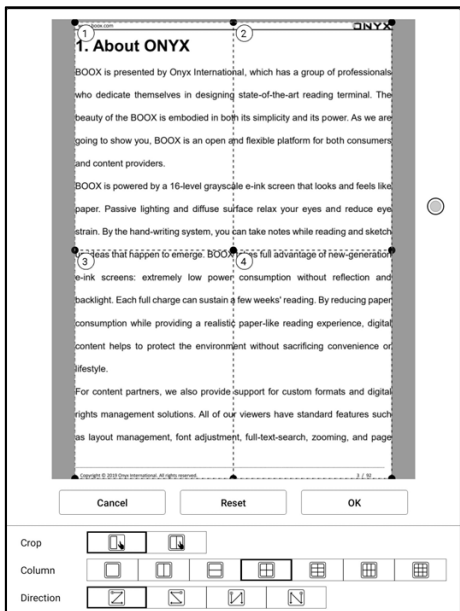 www.boox.com ONYX
1 2
1. About ONYX
BOOX is presented by Onyx International, which has a group of professionals
who dedicate themselves in designing state-of-the-art reading terminal. The
beauty of the BOOX is embodied in both its simplicity and its power. As we are
going to show you, BOOX is an open and flexible platform for both consumers
and content providers.
BOOX is powered by a 16-level grayscale e-ink screen that looks and feels like
paper. Passive lighting and diffuse surface relax your eyes and reduce eye
strain. By the hand-writing system, you can take notes while reading and sketch
ideas that happen to emerge. BOOX full advantage of new-generation
3 4
e-ink screens: extremely low power consumption without reflection and
backlight. Each full charge can sustain a few weeks' reading. By reducing paper
consumption while providing a realistic paper-like reading experience, digital
content helps to protect the environment without sacrificing convenience or
lifestyle.
For content partners, we also provide support for custom formats and digital
rights management solutions. All of our viewers have standard features such
as layout management, font adjustment, full-text-search, zooming, and page
Copyright © 2019 Onyx International. All rights reserved. 3 / 92
Cancel Reset OK
Crop
Column
Direction